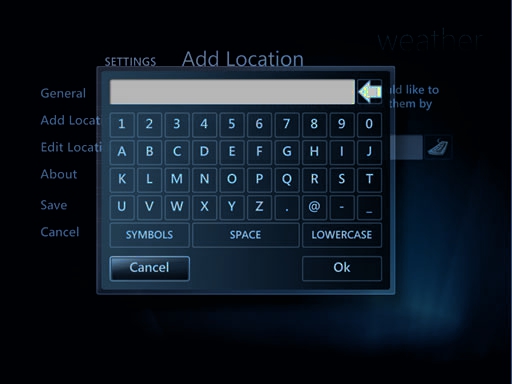 weather
SETTINGS Add Location
General
Add Locat
Edit Locati
About
Save
Cancel
uld like to
them by
1 2 3 4 5 6 7 8 9 0
A B C D E F G H I J
K L M N O P Q R S T
U V W X Y Z . @ - _
SYMBOLS SPACE LOWERCASE
Cancel Ok